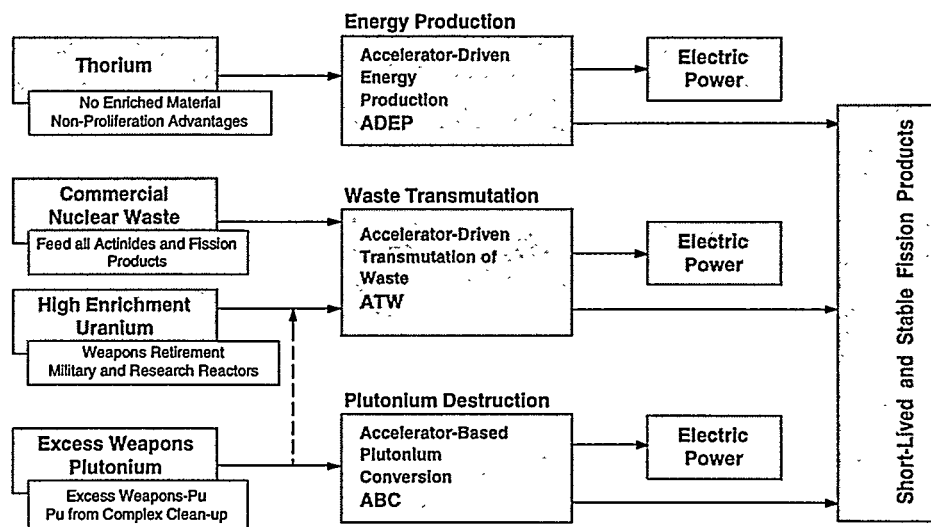 Energy Production
Thorium
No Enriched Material
Non-Proliferation Advantages
Accelerator-Driven
Energy
Production
ADEP
Electric
Power
Commercial
Nuclear Waste
Feed all Actinides and Fission
Products
High Enrichment
Uranium
Weapons Retirement
Military and Research Reactors
Waste Transmutation
Accelerator-Driven
Transmutation of
Waste
ATW
Electric
Power
Excess Weapons
Plutonium
Excess Weapons-Pu
Pu from Complex Clean-up
Plutonium Destruction
Accelerator-Based
Plutonium
Conversion
ABC
Electric
Power
Short-Lived and Stable Fission Products